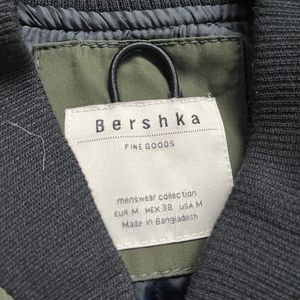 Bershka
FINE GOODS
menswear collection
EUR M MEX 38 USA M
Made in Bangladesh